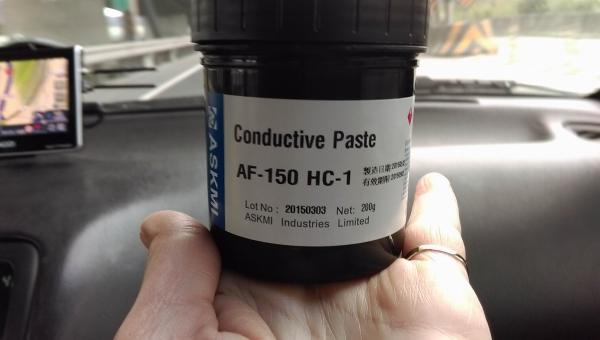 ASKMI
Conductive Paste
AF-150 HC-1
製造日期
有效期限
Lot No : 20150303 Net: 200g
ASKMI Industries Limited